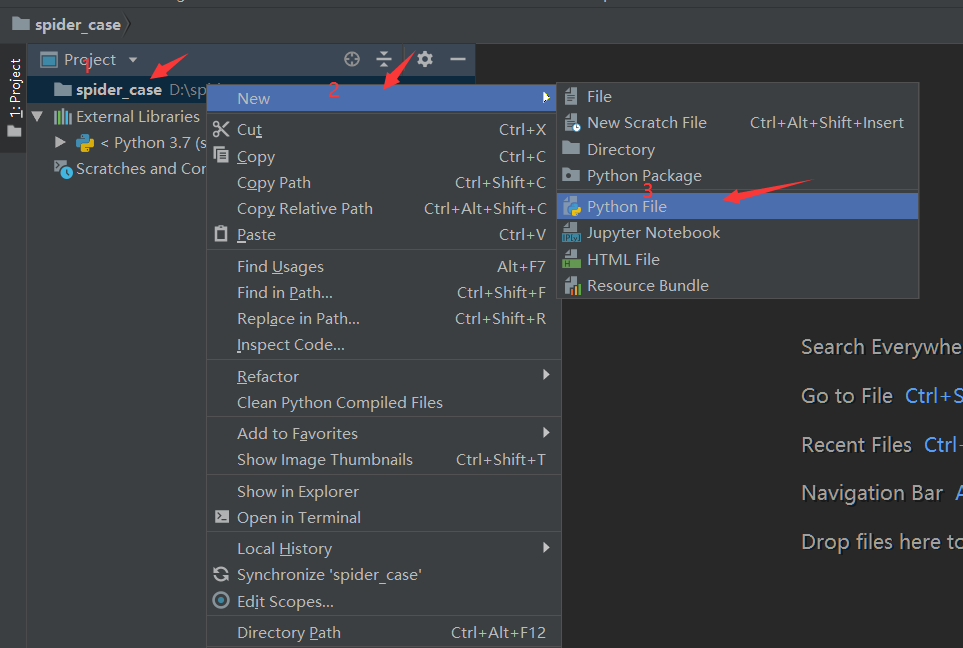 spider_case
Project
1: Project
1
spider_case
External Libraries
< Python 3.7
Scratches and
2
New
Cut Ctrl+X
Copy Ctrl+C
Copy Path Ctrl+Shift+C
Copy Relative Path Ctrl+Alt+Shift+C
Paste Ctrl+V
Find Usages Alt+F7
Find in Path... Ctrl+Shift+F
Replace in Path... Ctrl+Shift+R
Inspect Code...
Refactor
Clean Python Compiled Files
Add to Favorites
Show Image Thumbnails Ctrl+Shift+T
Show in Explorer
Open in Terminal
Local History
Synchronize 'spider_case'
Edit Scopes...
Directory Path Ctrl+Alt+F12
File
New Scratch File Ctrl+Alt+Shift+Insert
Directory
Python Package
3
Python File
Jupyter Notebook
HTML File
Resource Bundle
Search Everywhe
Go to File Ctrl+S
Recent Files Ctrl
Navigation Bar
Drop files here to